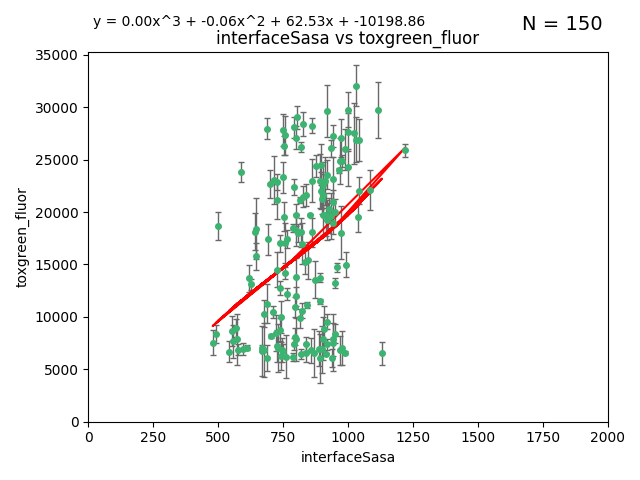 y = 0.00x^3 + -0.06x^2 + 62.53x + -10198.86
N = 150
interfaceSasa vs toxgreen_fluor
35000
30000
25000
20000
15000
10000
5000
0
toxgreen_fluor
0 250 500 750 1000 1250 1500 1750 2000
interfaceSasa